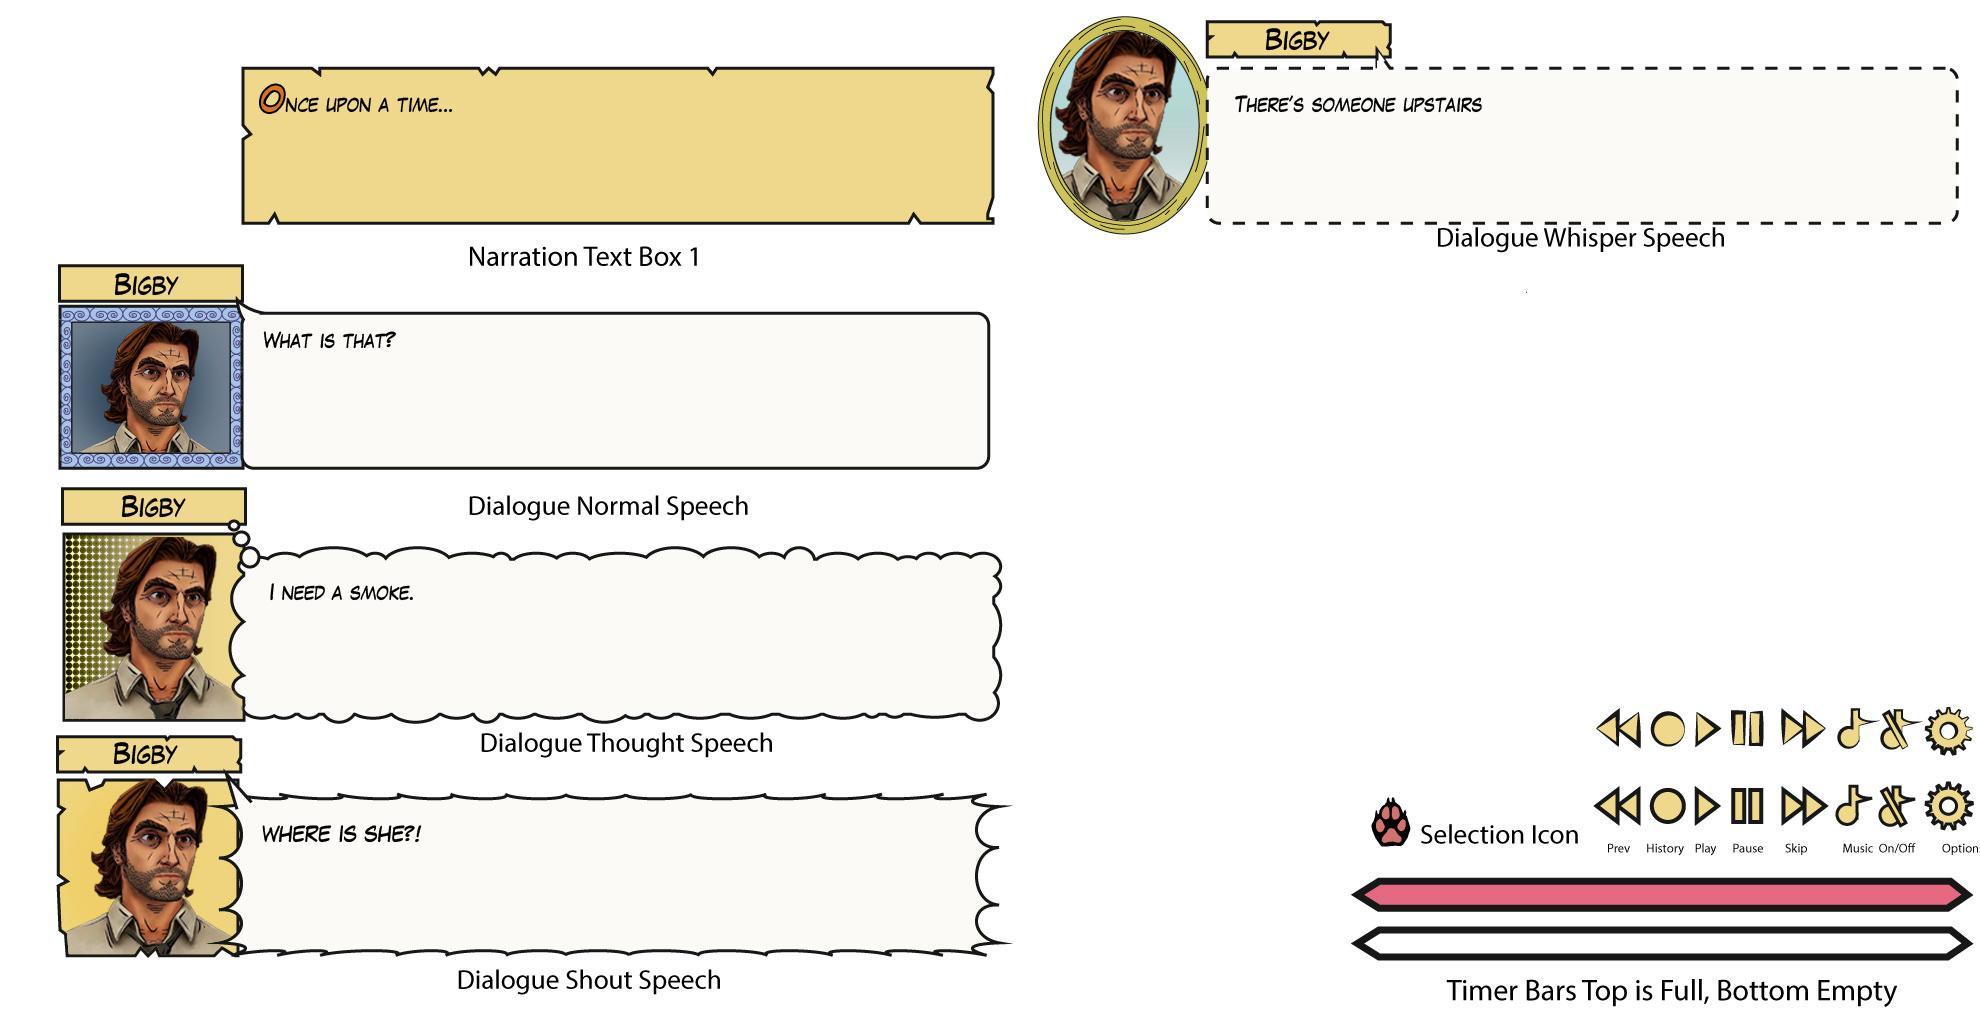 Once upon a time...
Narration Text Box 1
Bigby
What is that?
Dialogue Normal Speech
Bigby
I need a smoke.
Dialogue Thought Speech
Bigby
WHERE IS SHE?!
Dialogue Shout Speech
Bigby
There's someone upstairs
Dialogue Whisper Speech
Selection Icon
Prev History Play Pause Skip Music On/Off Option
Timer Bars Top is Full, Bottom Empty